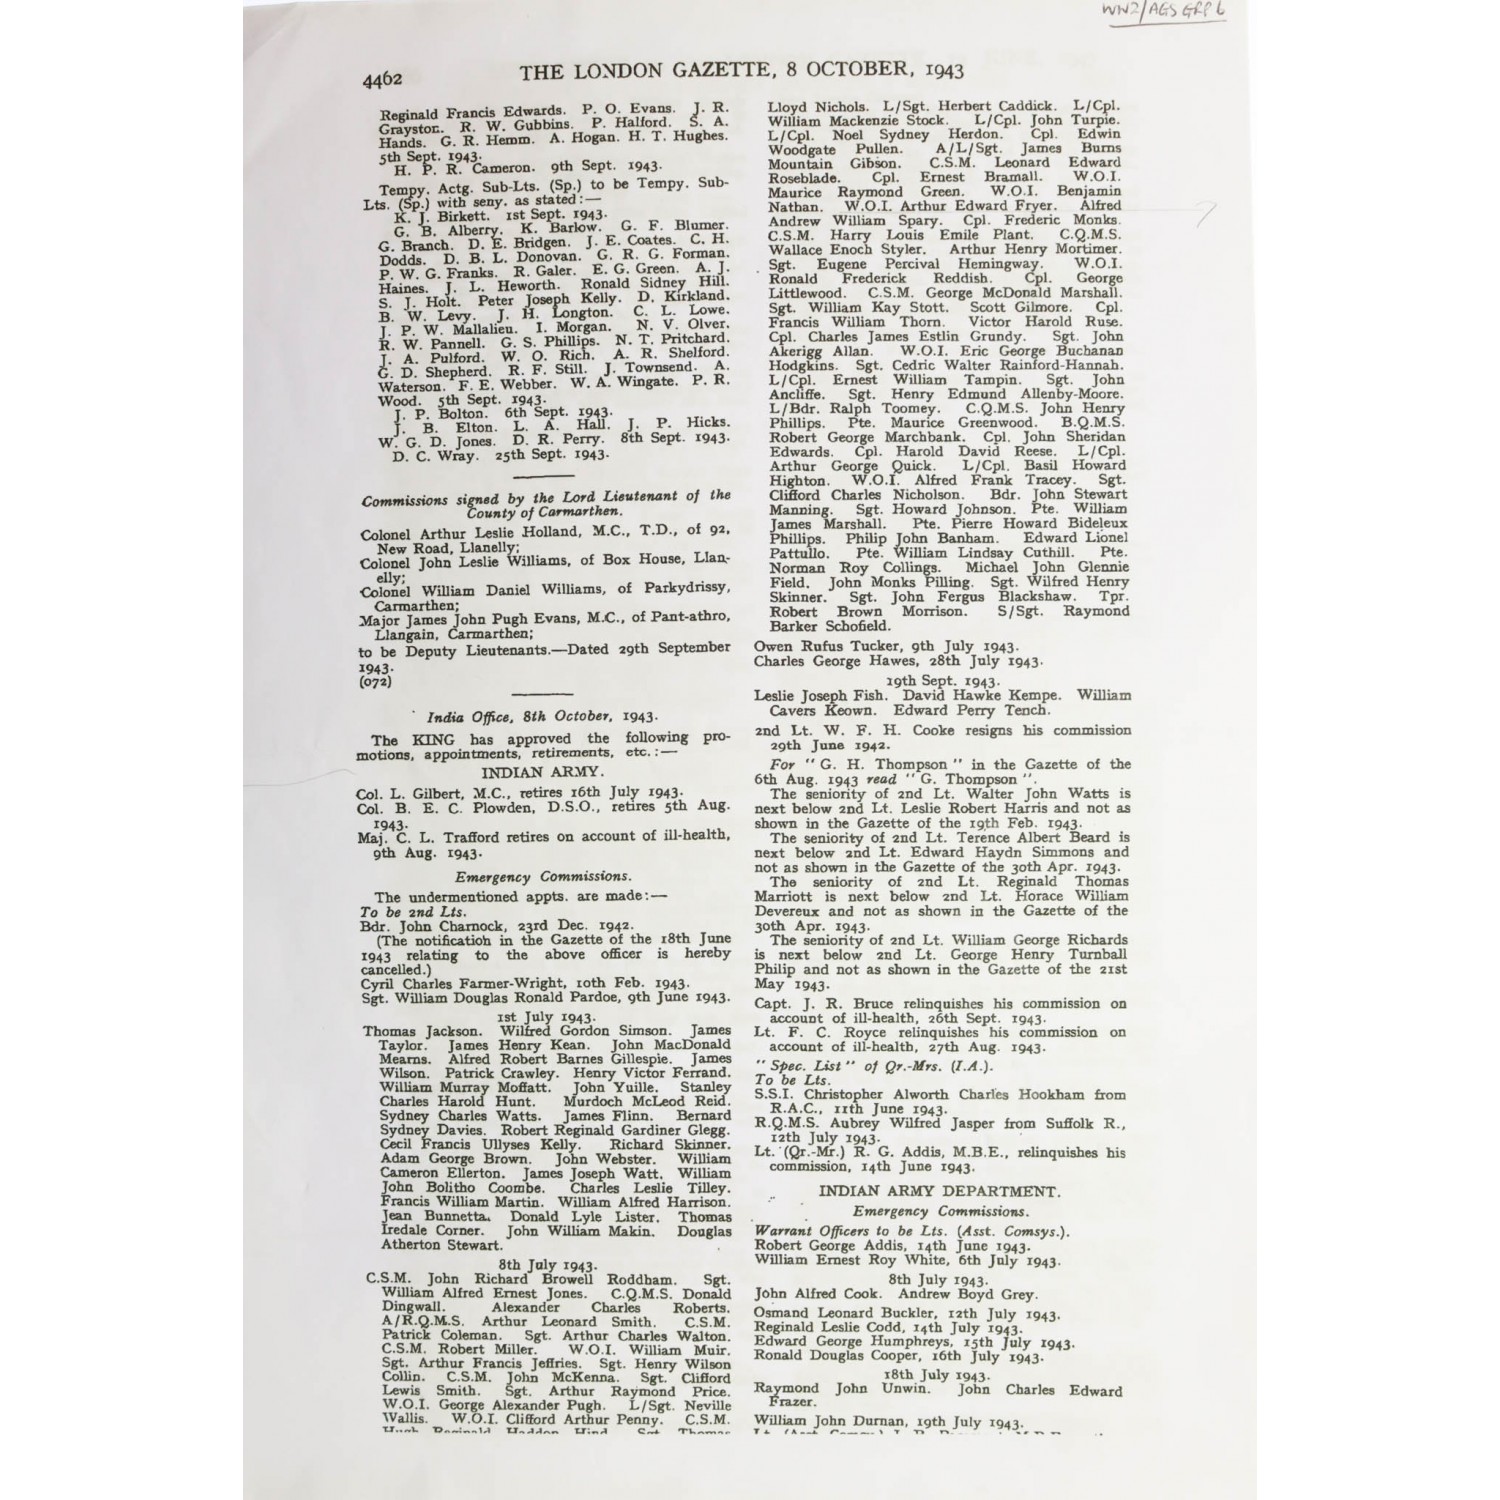 WW2/AGS GRP 6
4462
THE LONDON GAZETTE, 8 OCTOBER, 1943
Reginald Francis Edwards. P. O. Evans. J. R.
Grayston. R. W. Gubbins. P. Halford. S. A.
Hands. G. R. Hemm. A. Hogan. H. T. Hughes.
5th Sept. 1943.
H. P. R. Cameron. 9th Sept. 1943.
Tempy. Actg. Sub-Lts. (Sp.) to be Tempy. Sub-
Lts. (Sp.) with seny. as stated:—
K. J. Birkett. 1st Sept. 1943.
G. B. Alberry. K. Barlow. G. F. Blumer.
G. Branch. D. E. Bridgen. J. E. Coates. C. H.
Dodds. D. B. L. Donovan. G. R. G. Forman.
P. W. G. Franks. R. Galer. E. G. Green. A. J.
Haines. J. L. Heworth. Ronald Sidney Hill.
S. J. Holt. Peter Joseph Kelly. D. Kirkland.
B. W. Levy. J. H. Longton. C. L. Lowe.
J. P. W. Mallalieu. I. Morgan. N. V. Olver.
R. W. Pannell. G. S. Phillips. N. T. Pritchard.
J. A. Pulford. W. O. Rich. A. R. Shelford.
G. D. Shepherd. R. F. Still. J. Townsend. A.
Waterson. F. E. Webber. W. A. Wingate. P. R.
Wood. 5th Sept. 1943.
J. P. Bolton. 6th Sept. 1943.
J. B. Elton. L. A. Hall. J. P. Hicks.
W. G. D. Jones. D. R. Perry. 8th Sept. 1943.
D. C. Wray. 25th Sept. 1943.
Commissions signed by the Lord Lieutenant of the
County of Carmarthen.
Colonel Arthur Leslie Holland, M.C., T.D., of 92,
New Road, Llanelly;
Colonel John Leslie Williams, of Box House, Llan-
elly;
Colonel William Daniel Williams, of Parkydrissy,
Carmarthen;
Major James John Pugh Evans, M.C., of Pant-athro,
Llangain, Carmarthen;
to be Deputy Lieutenants.—Dated 29th September
1943.
(072)
India Office, 8th October, 1943.
The KING has approved the following pro-
motions, appointments, retirements, etc.:—
INDIAN ARMY.
Col. L. Gilbert, M.C., retires 16th July 1943.
Col. B. E. C. Plowden, D.S.O., retires 5th Aug.
1943.
Maj. C. L. Trafford retires on account of ill-health,
9th Aug. 1943.
Emergency Commissions.
The undermentioned appts. are made:—
To be 2nd Lts.
Bdr. John Charnock, 23rd Dec. 1942.
(The notification in the Gazette of the 18th June
1943 relating to the above officer is hereby
cancelled.)
Cyril Charles Farmer-Wright, 10th Feb. 1943.
Sgt. William Douglas Ronald Pardoe, 9th June 1943.
1st July 1943.
Thomas Jackson. Wilfred Gordon Simson. James
Taylor. James Henry Kean. John MacDonald
Mearns. Alfred Robert Barnes Gillespie. James
Wilson. Patrick Crawley. Henry Victor Ferrand.
William Murray Moffatt. John Yuille. Stanley
Charles Harold Hunt. Murdoch McLeod Reid.
Sydney Charles Watts. James Flinn. Bernard
Sydney Davies. Robert Reginald Gardiner Glegg.
Cecil Francis Ullyses Kelly. Richard Skinner.
Adam George Brown. John Webster. William
Cameron Ellerton. James Joseph Watt. William
John Bolitho Coombe. Charles Leslie Tilley.
Francis William Martin. William Alfred Harrison.
Jean Bunnetta. Donald Lyle Lister. Thomas
Iredale Corner. John William Makin. Douglas
Atherton Stewart.
8th July 1943.
C.S.M. John Richard Browell Roddham. Sgt.
William Alfred Ernest Jones. C.Q.M.S. Donald
Dingwall. Alexander Charles Roberts.
A/R.Q.M.S. Arthur Leonard Smith. C.S.M.
Patrick Coleman. Sgt. Arthur Charles Walton.
C.S.M. Robert Miller. W.O.I. William Muir.
Sgt. Arthur Francis Jeffries. Sgt. Henry Wilson
Collin. C.S.M. John McKenna. Sgt. Clifford
Lewis Smith. Sgt. Arthur Raymond Price.
W.O.I. George Alexander Pugh. L/Sgt. Neville
Wallis. W.O.I. Clifford Arthur Penny. C.S.M.
Hugh Reginald Haddon Hind. Sgt. Thomas
Lloyd Nichols. L/Sgt. Herbert Caddick. L/Cpl.
William Mackenzie Stock. L/Cpl. John Turpie.
L/Cpl. Noel Sydney Herdon. Cpl. Edwin
Woodgate Pullen. A/L/Sgt. James Burns
Mountain Gibson. C.S.M. Leonard Edward
Roseblade. Cpl. Ernest Bramall. W.O.I.
Maurice Raymond Green. W.O.I. Benjamin
Nathan. W.O.I. Arthur Edward Fryer. Alfred
Andrew William Spary. Cpl. Frederic Monks.
C.S.M. Harry Louis Emile Plant. C.Q.M.S.
Wallace Enoch Styler. Arthur Henry Mortimer.
Sgt. Eugene Percival Hemingway. W.O.I.
Ronald Frederick Reddish. Cpl. George
Littlewood. C.S.M. George McDonald Marshall.
Sgt. William Kay Stott. Scott Gilmore. Cpl.
Francis William Thorn. Victor Harold Ruse.
Cpl. Charles James Estlin Grundy. Sgt. John
Akerigg Allan. W.O.I. Eric George Buchanan
Hodgkins. Sgt. Cedric Walter Rainford-Hannah.
L/Cpl. Ernest William Tampin. Sgt. John
Ancliffe. Sgt. Henry Edmund Allenby-Moore.
L/Bdr. Ralph Toomey. C.Q.M.S. John Henry
Phillips. Pte. Maurice Greenwood. B.Q.M.S.
Robert George Marchbank. Cpl. John Sheridan
Edwards. Cpl. Harold David Reese. L/Cpl.
Arthur George Quick. L/Cpl. Basil Howard
Highton. W.O.I. Alfred Frank Tracey. Sgt.
Clifford Charles Nicholson. Bdr. John Stewart
Manning. Sgt. Howard Johnson. Pte. William
James Marshall. Pte. Pierre Howard Bideleux
Phillips. Philip John Banham. Edward Lionel
Pattullo. Pte. William Lindsay Cuthill. Pte.
Norman Roy Collings. Michael John Glennie
Field. John Monks Pilling. Sgt. Wilfred Henry
Skinner. Sgt. John Fergus Blackshaw. Tpr.
Robert Brown Morrison. S/Sgt. Raymond
Barker Schofield.
Owen Rufus Tucker, 9th July 1943.
Charles George Hawes, 28th July 1943.
19th Sept. 1943.
Leslie Joseph Fish. David Hawke Kempe. William
Cavers Keown. Edward Perry Tench.
2nd Lt. W. F. H. Cooke resigns his commission
29th June 1942.
For "G. H. Thompson" in the Gazette of the
6th Aug. 1943 read "G. Thompson".
The seniority of 2nd Lt. Walter John Watts is
next below 2nd Lt. Leslie Robert Harris and not as
shown in the Gazette of the 19th Feb. 1943.
The seniority of 2nd Lt. Terence Albert Beard is
next below 2nd Lt. Edward Haydn Simmons and
not as shown in the Gazette of the 30th Apr. 1943.
The seniority of 2nd Lt. Reginald Thomas
Marriott is next below 2nd Lt. Horace William
Devereux and not as shown in the Gazette of the
30th Apr. 1943.
The seniority of 2nd Lt. William George Richards
is next below 2nd Lt. George Henry Turnball
Philip and not as shown in the Gazette of the 21st
May 1943.
Capt. J. R. Bruce relinquishes his commission on
account of ill-health, 26th Sept. 1943.
Lt. F. C. Royce relinquishes his commission on
account of ill-health, 27th Aug. 1943.
"Spec. List" of Qr.-Mrs. (I.A.).
To be Lts.
S.S.I. Christopher Alworth Charles Hookham from
R.A.C., 11th June 1943.
R.Q.M.S. Aubrey Wilfred Jasper from Suffolk R.,
12th July 1943.
Lt. (Qr.-Mr.) R. G. Addis, M.B.E., relinquishes his
commission, 14th June 1943.
INDIAN ARMY DEPARTMENT.
Emergency Commissions.
Warrant Officers to be Lts. (Asst. Comsys.).
Robert George Addis, 14th June 1943.
William Ernest Roy White, 6th July 1943.
8th July 1943.
John Alfred Cook. Andrew Boyd Grey.
Osmand Leonard Buckler, 12th July 1943.
Reginald Leslie Codd, 14th July 1943.
Edward George Humphreys, 15th July 1943.
Ronald Douglas Cooper, 16th July 1943.
18th July 1943.
Raymond John Unwin. John Charles Edward
Frazer.
William John Durnan, 19th July 1943.